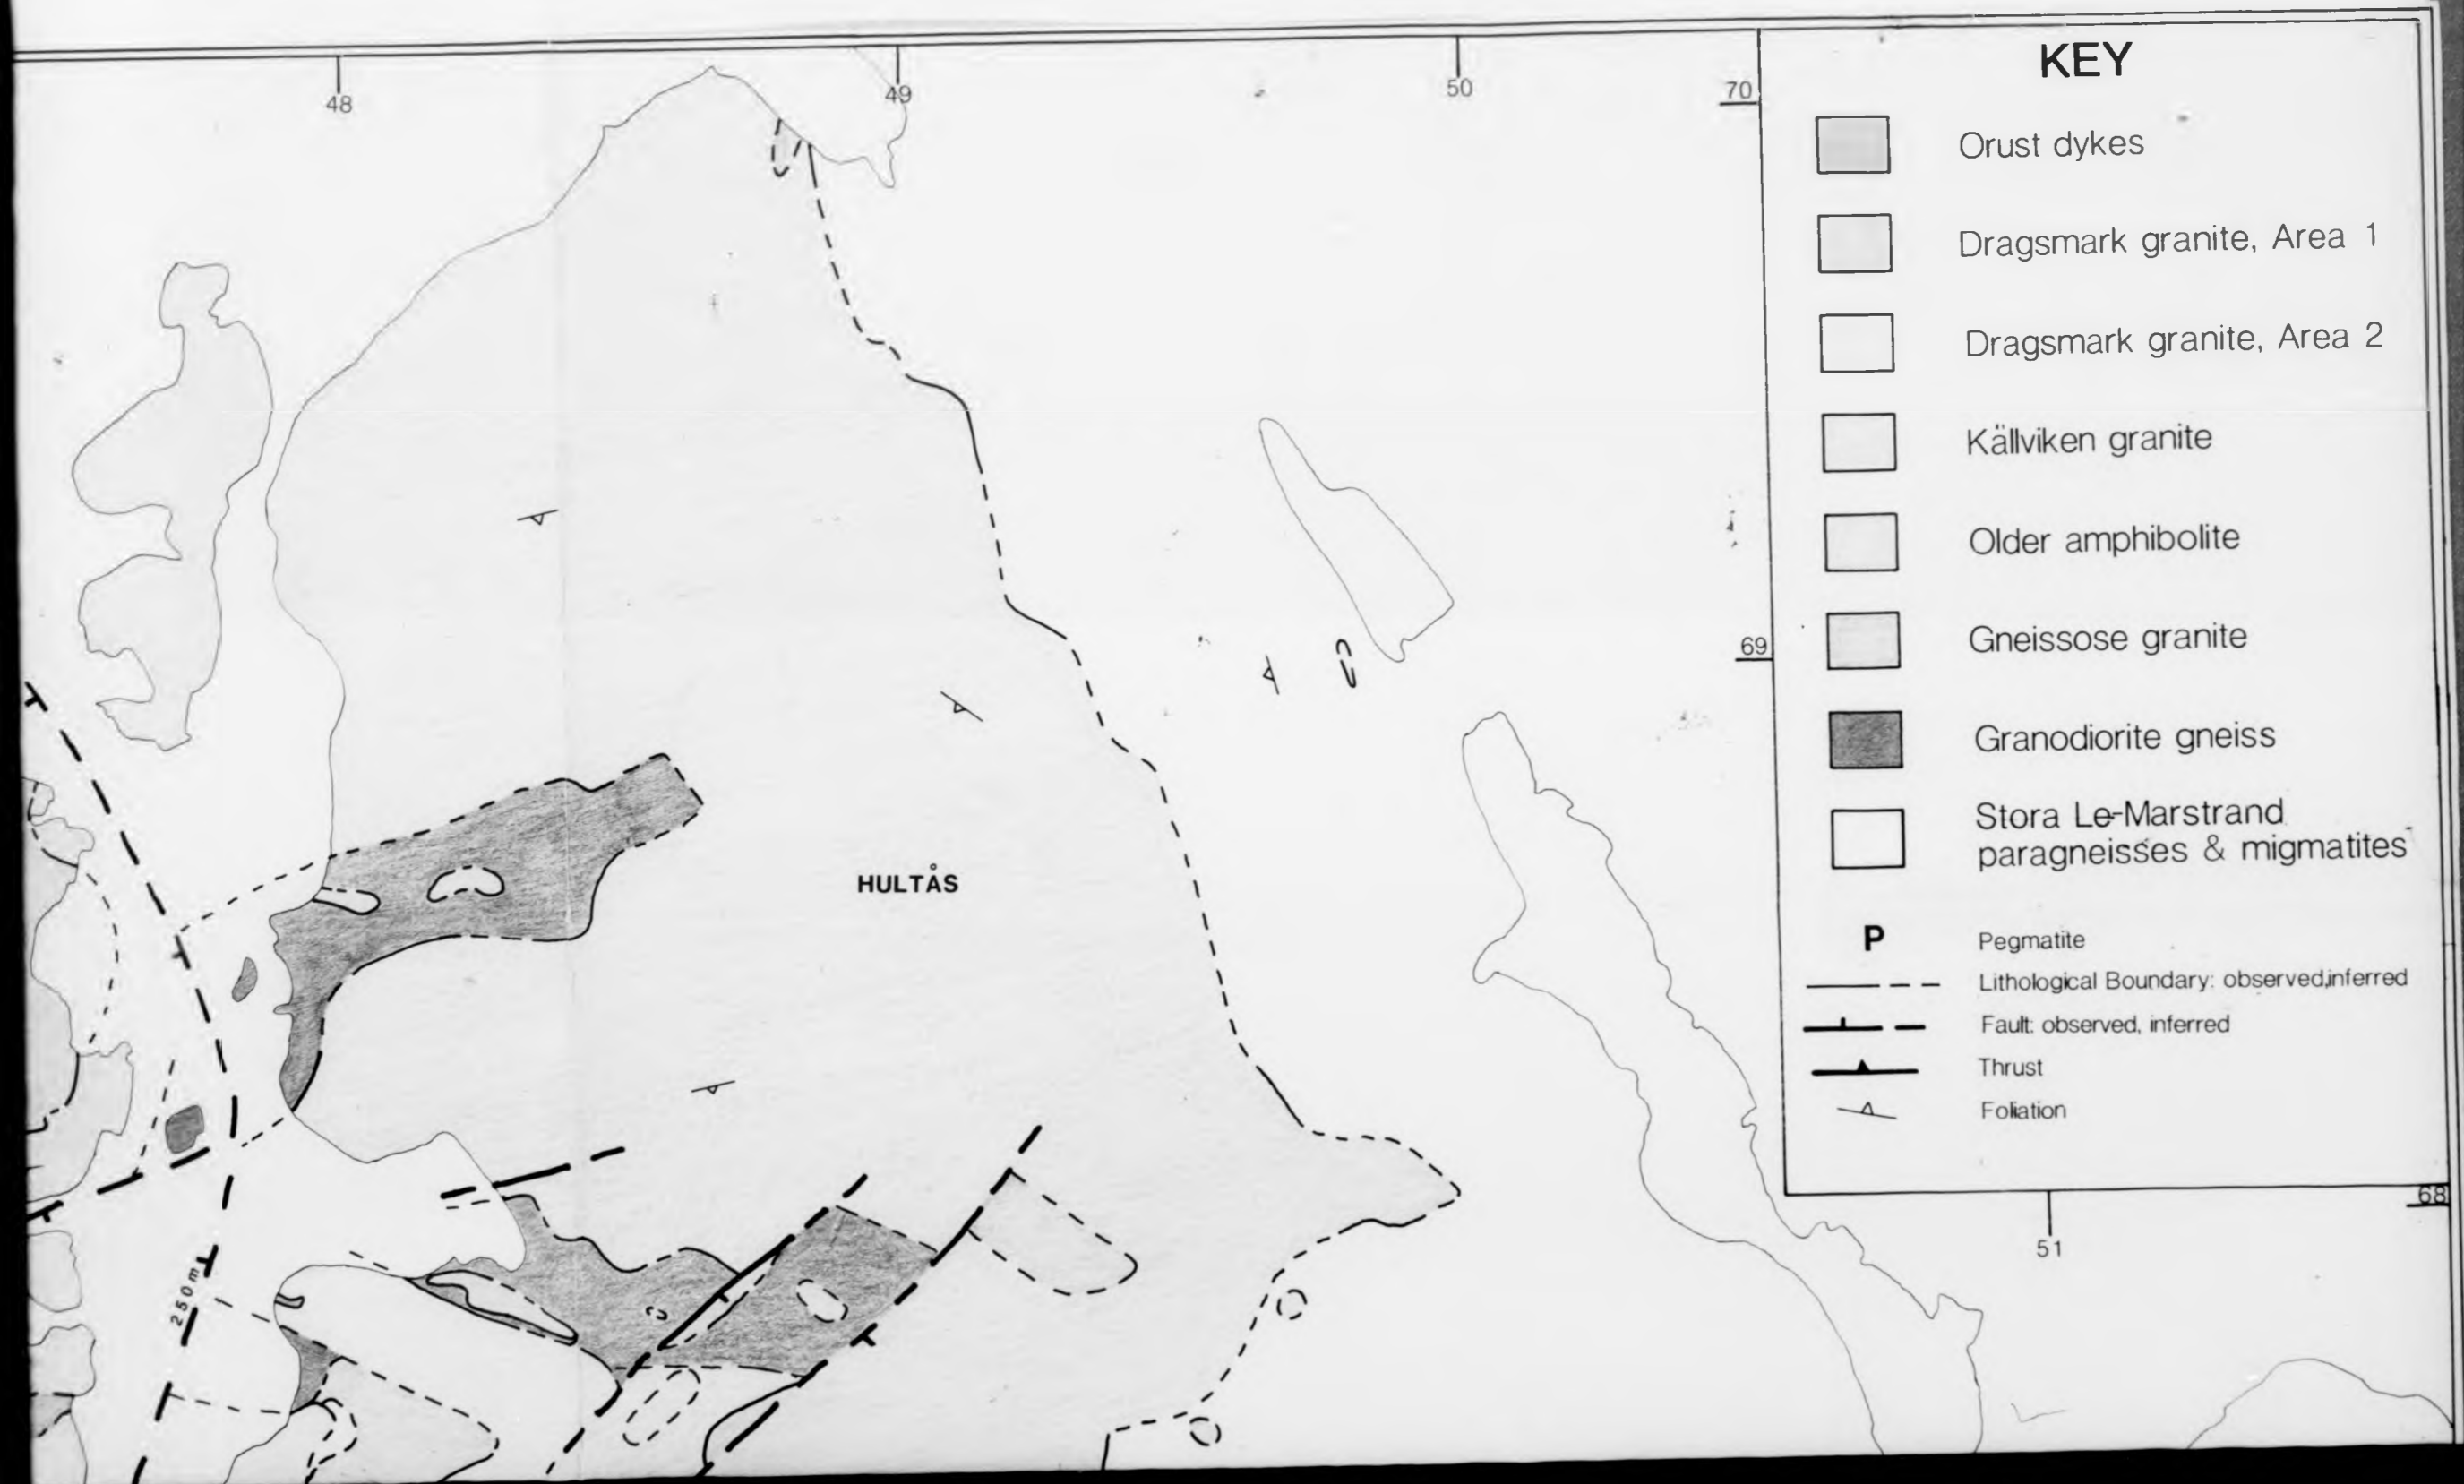 KEY
48
49
50
70
Orust dykes
Dragsmark granite, Area 1
Dragsmark granite, Area 2
Källviken granite
Older amphibolite
69
Gneissose granite
Granodiorite gneiss
Stora Le-Marstrand
paragneisses & migmatites
HULTÅS
P Pegmatite
Lithological Boundary: observed,inferred
Fault: observed, inferred
Thrust
Foliation
68
51
250m